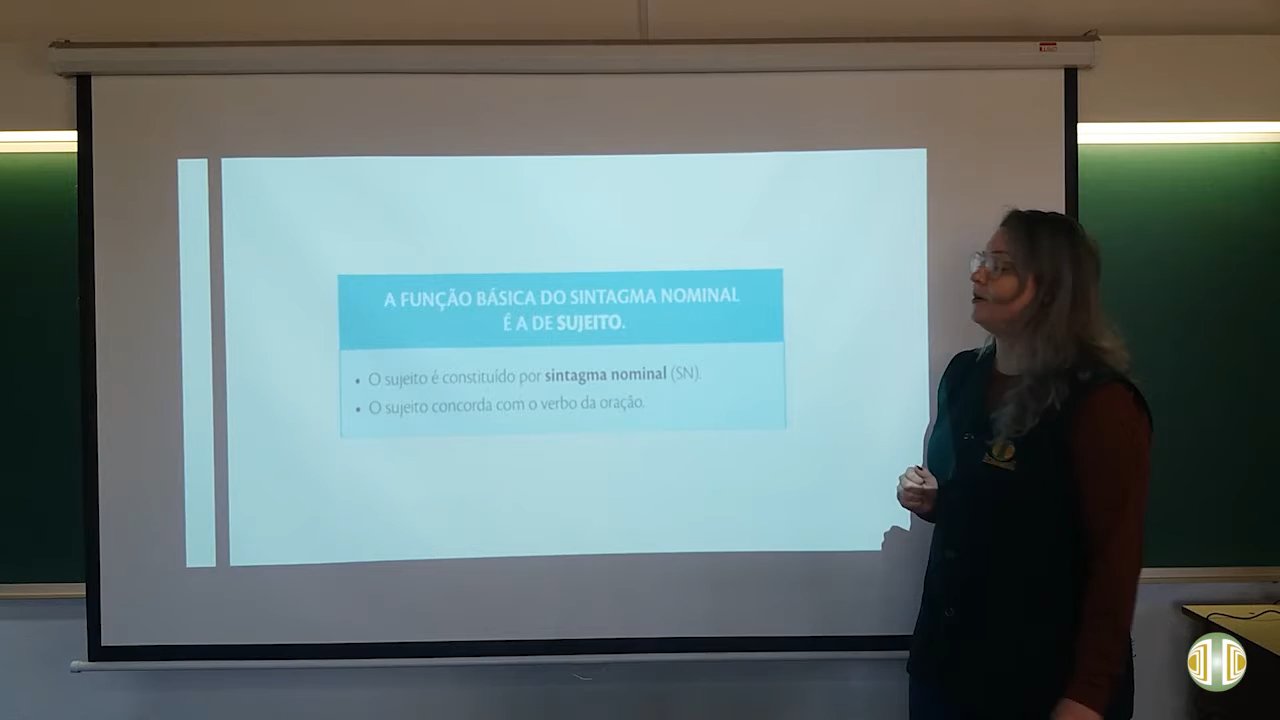 A FUNÇÃO BÁSICA DO SINTAGMA NOMINAL
É A DE SUJEITO.
• O sujeito é constituído por sintagma nominal (SN).
• O sujeito concorda com o verbo da oração.